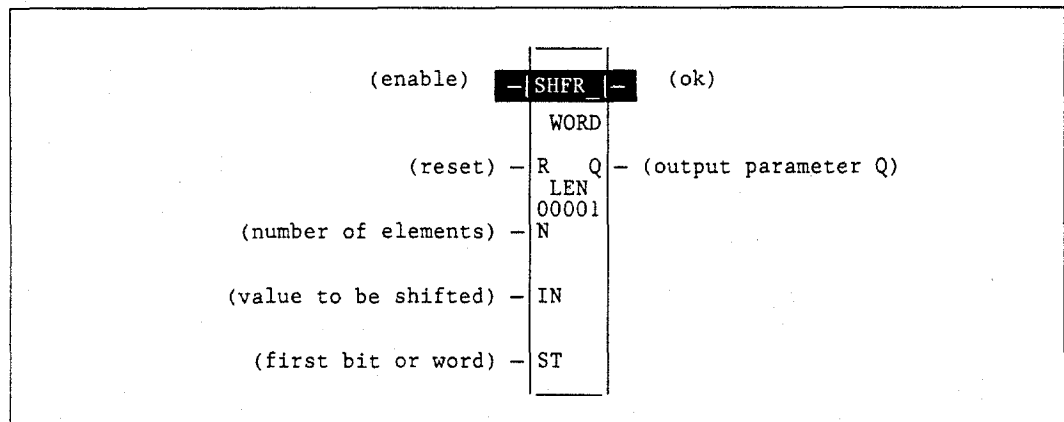 (enable) –| SHFR_ |– (ok)
WORD
(reset) – R Q – (output parameter Q)
LEN
00001
(number of elements) – N
(value to be shifted) – IN
(first bit or word) – ST